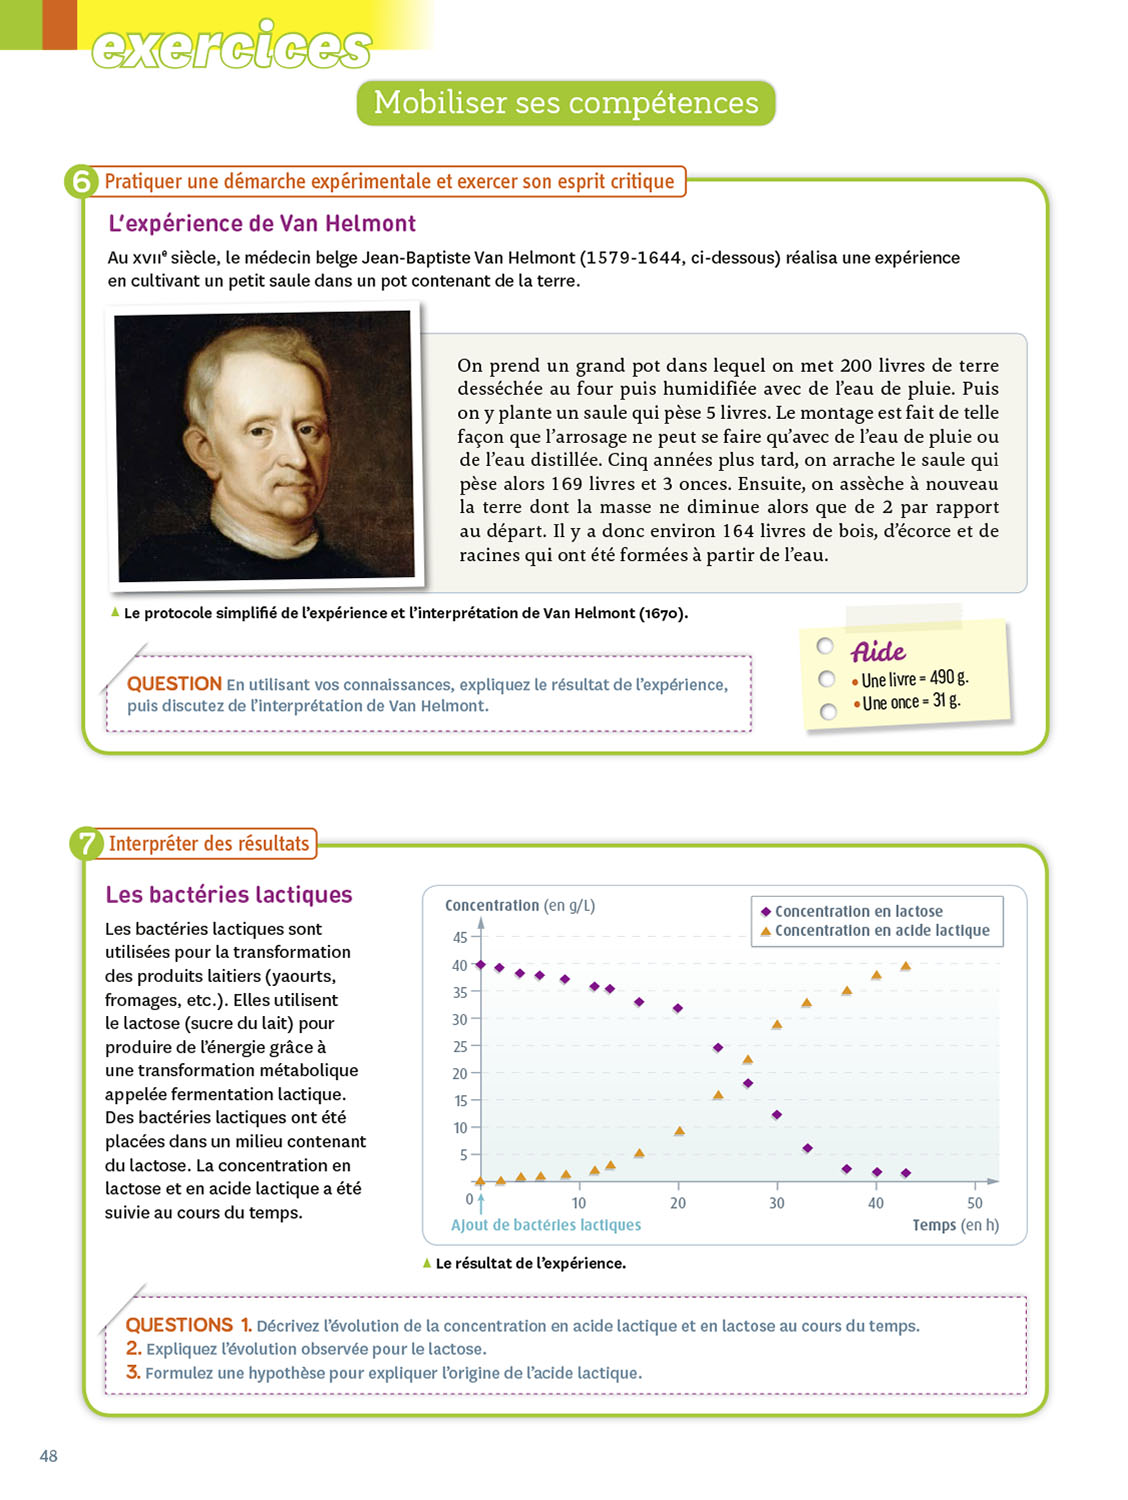 exercices
Mobiliser ses compétences
6 Pratiquer une démarche expérimentale et exercer son esprit critique
L'expérience de Van Helmont
Au XVIIe siècle, le médecin belge Jean-Baptiste Van Helmont (1579-1644, ci-dessous) réalisa une expérience
en cultivant un petit saule dans un pot contenant de la terre.
On prend un grand pot dans lequel on met 200 livres de terre
desséchée au four puis humidifiée avec de l'eau de pluie. Puis
on y plante un saule qui pèse 5 livres. Le montage est fait de telle
façon que l'arrosage ne peut se faire qu'avec de l'eau de pluie ou
de l'eau distillée. Cinq années plus tard, on arrache le saule qui
pèse alors 169 livres et 3 onces. Ensuite, on assèche à nouveau
la terre dont la masse ne diminue alors que de 2 par rapport
au départ. Il y a donc environ 164 livres de bois, d'écorce et de
racines qui ont été formées à partir de l'eau.
▲ Le protocole simplifié de l'expérience et l'interprétation de Van Helmont (1670).
QUESTION En utilisant vos connaissances, expliquez le résultat de l'expérience,
puis discutez de l'interprétation de Van Helmont.
Aide
• Une livre = 490 g.
• Une once = 31 g.
7 Interpréter des résultats
Les bactéries lactiques
Les bactéries lactiques sont
utilisées pour la transformation
des produits laitiers (yaourts,
fromages, etc.). Elles utilisent
le lactose (sucre du lait) pour
produire de l'énergie grâce à
une transformation métabolique
appelée fermentation lactique.
Des bactéries lactiques ont été
placées dans un milieu contenant
du lactose. La concentration en
lactose et en acide lactique a été
suivie au cours du temps.
Concentration (en g/L)
Concentration en lactose
Concentration en acide lactique
45
40
35
30
25
20
15
10
5
0 10 20 30 40 50
Ajout de bactéries lactiques
Temps (en h)
▲ Le résultat de l'expérience.
QUESTIONS 1. Décrivez l'évolution de la concentration en acide lactique et en lactose au cours du temps.
2. Expliquez l'évolution observée pour le lactose.
3. Formulez une hypothèse pour expliquer l'origine de l'acide lactique.
48